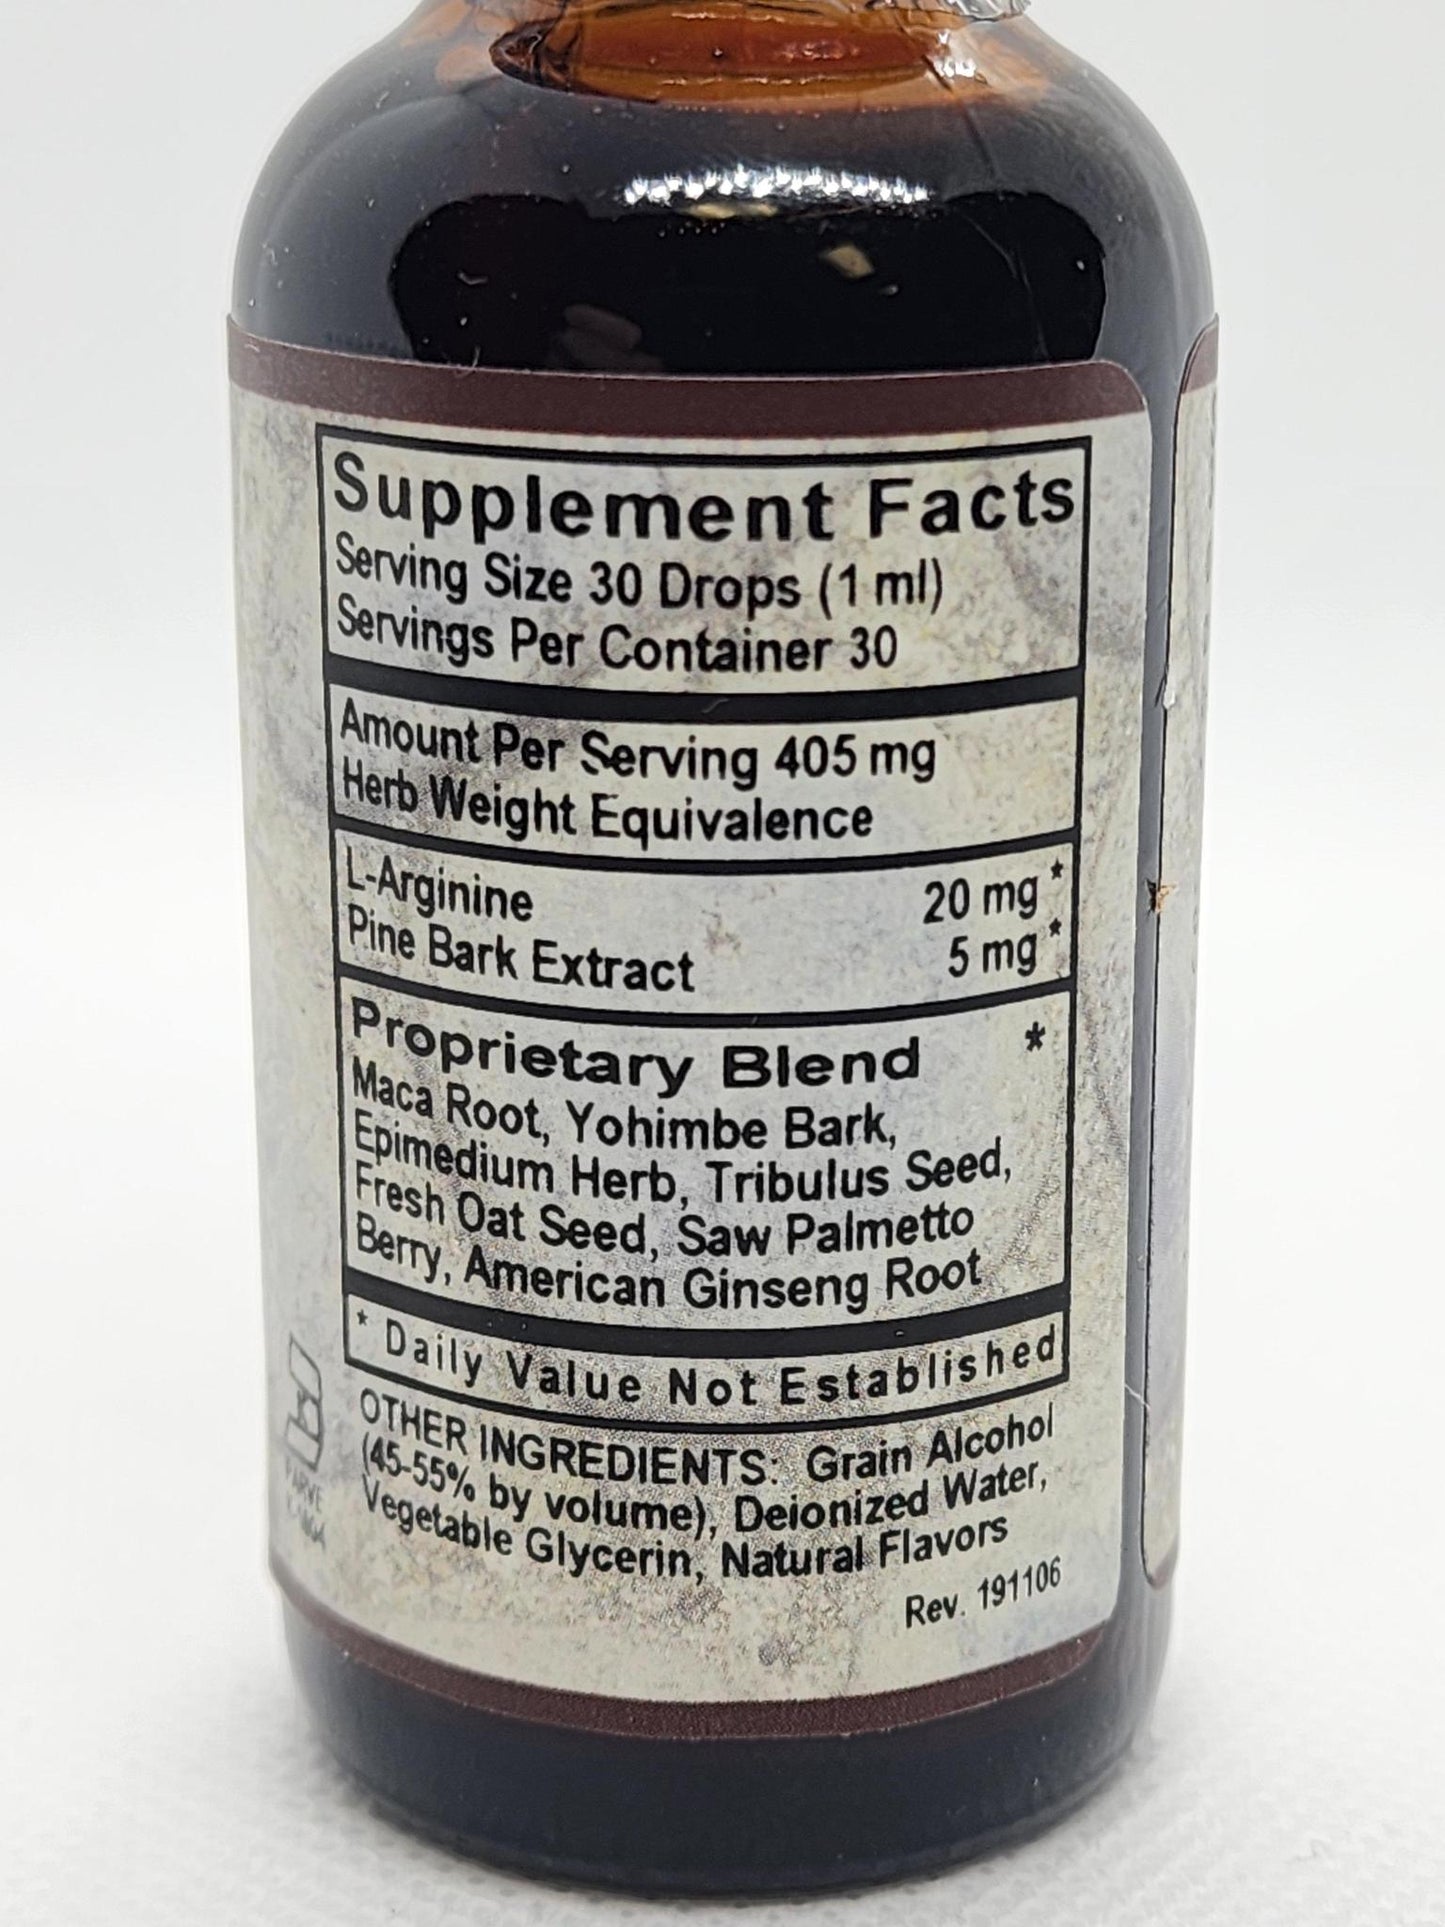 Supplement Facts
Serving Size 30 Drops (1 ml)
Servings Per Container 30
Amount Per Serving 405 mg
Herb Weight Equivalence
L-Arginine 20 mg *
Pine Bark Extract 5 mg *
Proprietary Blend *
Maca Root, Yohimbe Bark,
Epimedium Herb, Tribulus Seed,
Fresh Oat Seed, Saw Palmetto
Berry, American Ginseng Root
* Daily Value Not Established
OTHER INGREDIENTS: Grain Alcohol
(45-55% by volume), Deionized Water,
Vegetable Glycerin, Natural Flavors
Rev. 191106
PARVE